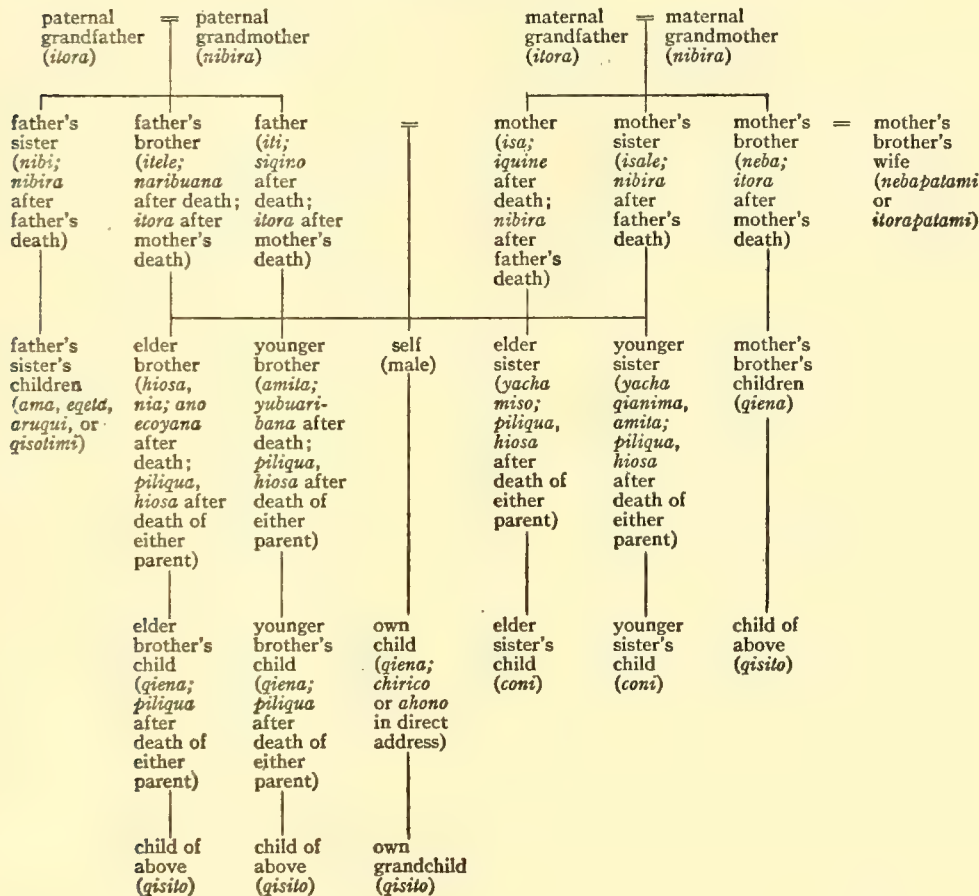 paternal
grandfather
(itora)
=
paternal
grandmother
(nibira)
maternal
grandfather
(itora)
=
maternal
grandmother
(nibira)
father's
sister
(nibi;
nibira
after
father's
death)
father's
brother
(itele;
naribuana
after death;
itora after
mother's
death)
father
(iti;
siqino
after
death;
itora after
mother's
death)
=
mother
(isa;
iquine
after
death;
nibira
after
father's
death)
mother's
sister
(isale;
nibira
after
father's
death)
mother's
brother
(neba;
itora
after
mother's
death)
=
mother's
brother's
wife
(nebapatami
or
itorapatami)
father's
sister's
children
(ama, eqeta,
aruqui, or
qisotimi)
elder
brother
(hiosa,
nia; ano
ecoyana
after
death;
piliqua,
hiosa after
death of
either
parent)
younger
brother
(amita;
yubuari-
bana after
death;
piliqua,
hiosa after
death of
either
parent)
self
(male)
elder
sister
(yacha
miso;
piliqua,
hiosa
after
death of
either
parent)
younger
sister
(yacha
qianima,
amita;
piliqua,
hiosa
after
death of
either
parent)
mother's
brother's
children
(qiena)
elder
brother's
child
(qiena;
piliqua
after
death of
either
parent)
younger
brother's
child
(qiena;
piliqua
after
death of
either
parent)
own
child
(qiena;
chirico
or ahono
in direct
address)
elder
sister's
child
(coni)
younger
sister's
child
(coni)
child of
above
(qisito)
child of
above
(qisito)
child of
above
(qisito)
own
grandchild
(qisito)